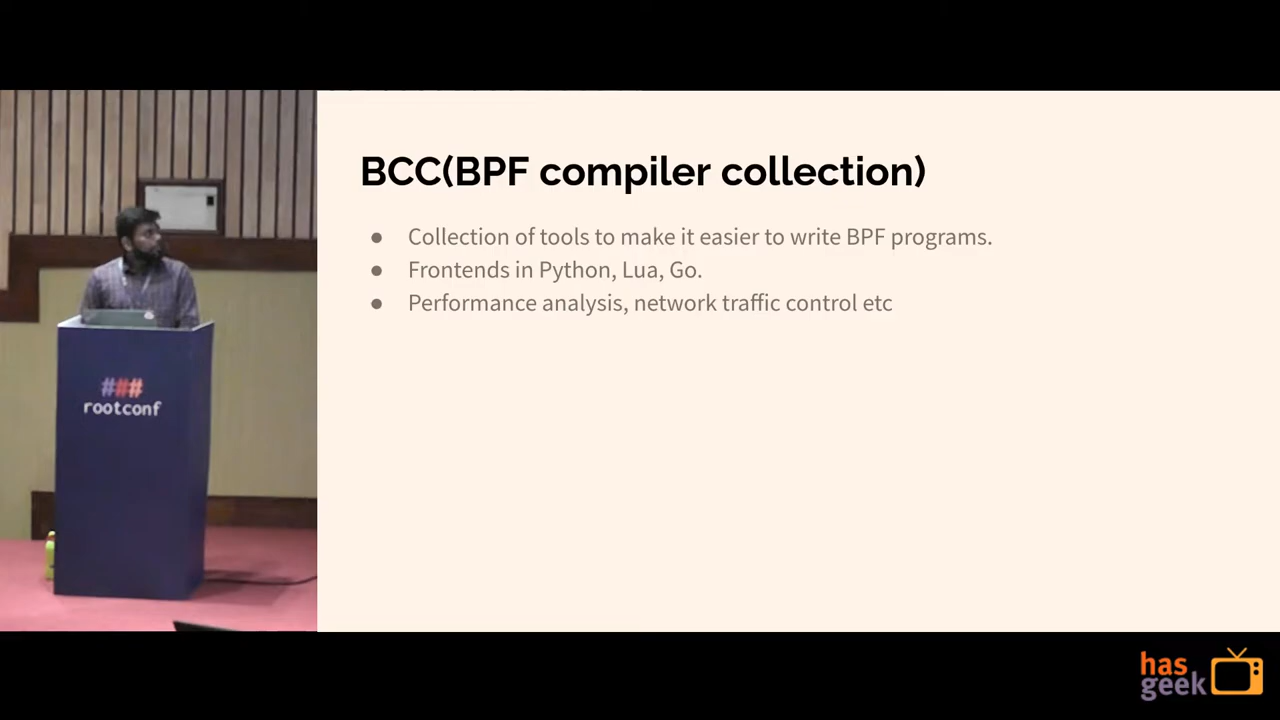 BCC(BPF compiler collection)
● Collection of tools to make it easier to write BPF programs.
● Frontends in Python, Lua, Go.
● Performance analysis, network traffic control etc
###
rootconf
has
geek